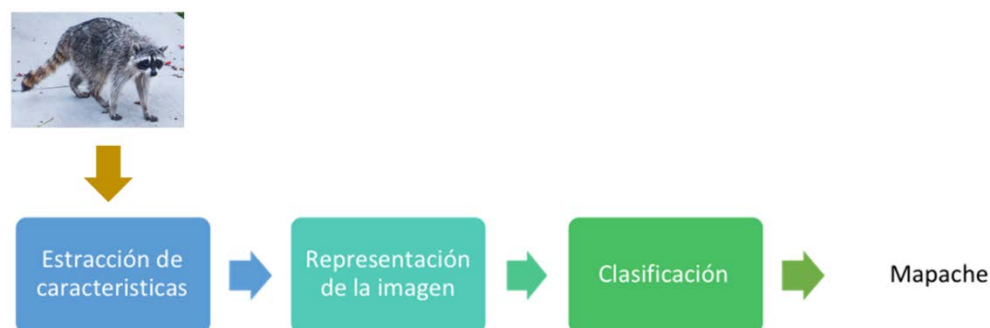 Estracción de
caracteristicas
Representación
de la imagen
Clasificación
Mapache